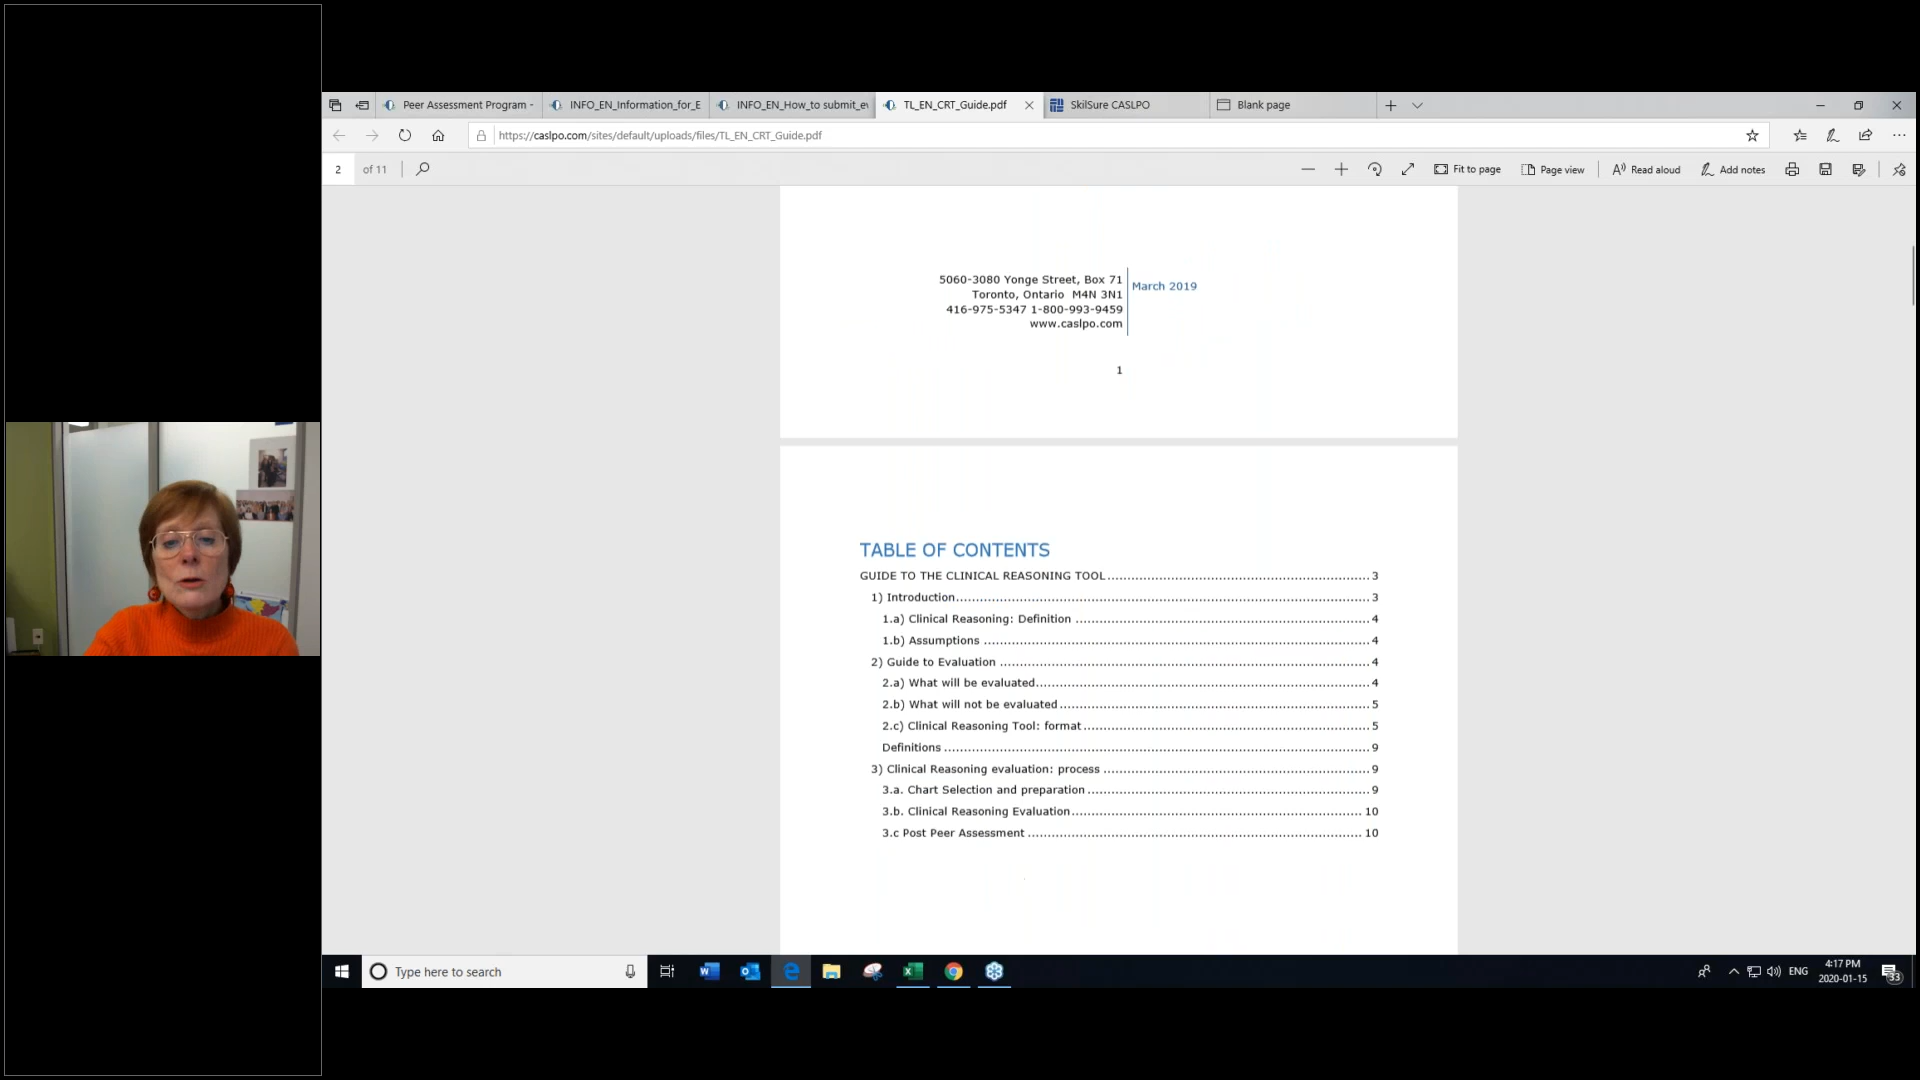 Peer Assessment Program -
INFO_EN_Information_for_E
INFO_EN_How_to submit_ev
TL_EN_CRT_Guide.pdf
SkilSure CASLPO
Blank page
https://caslpo.com/sites/default/uploads/files/TL_EN_CRT_Guide.pdf
2 of 11
Fit to page
Page view
Read aloud
Add notes
5060-3080 Yonge Street, Box 71
Toronto, Ontario M4N 3N1
416-975-5347 1-800-993-9459
www.caslpo.com
March 2019
1
TABLE OF CONTENTS
GUIDE TO THE CLINICAL REASONING TOOL 3
1) Introduction 3
1.a) Clinical Reasoning: Definition 4
1.b) Assumptions 4
2) Guide to Evaluation 4
2.a) What will be evaluated 4
2.b) What will not be evaluated 5
2.c) Clinical Reasoning Tool: format 5
Definitions 9
3) Clinical Reasoning evaluation: process 9
3.a. Chart Selection and preparation 9
3.b. Clinical Reasoning Evaluation 10
3.c Post Peer Assessment 10
Type here to search
ENG
4:17 PM
2020-01-15
33